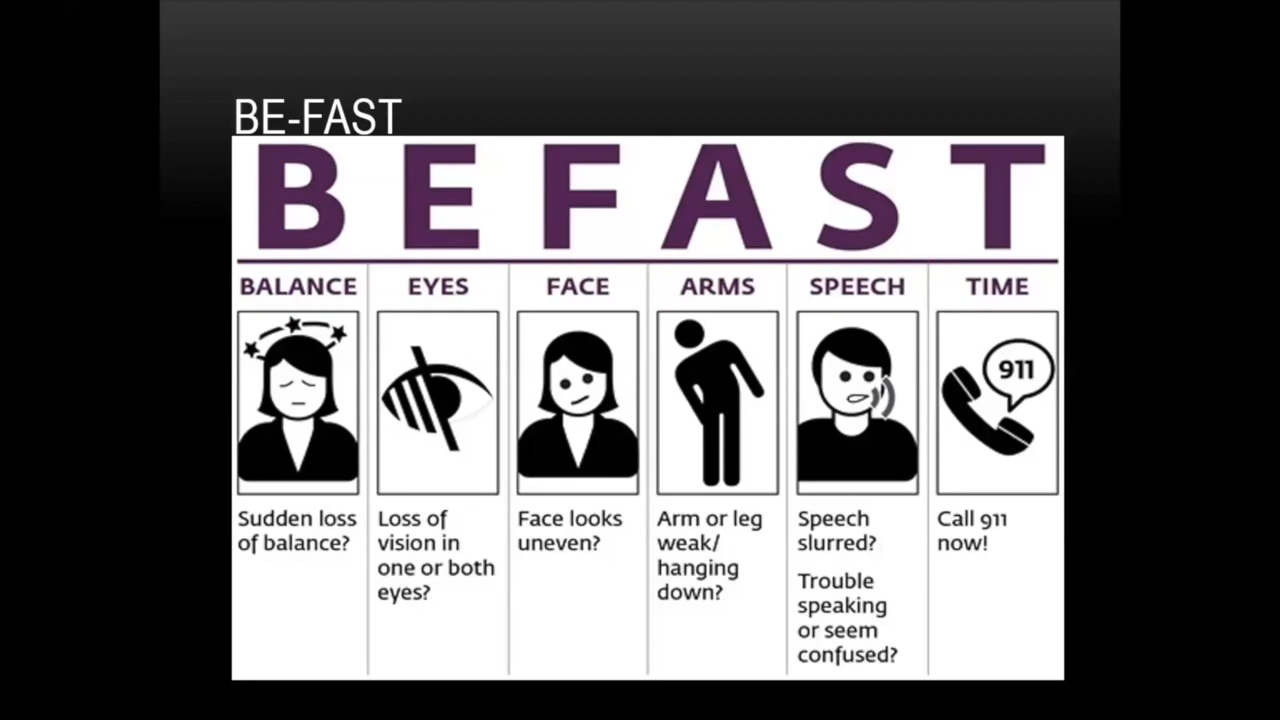 BE-FAST
B E F A S T
BALANCE
Sudden loss
of balance?
EYES
Loss of
vision in
one or both
eyes?
FACE
Face looks
uneven?
ARMS
Arm or leg
weak/
hanging
down?
SPEECH
Speech
slurred?
Trouble
speaking
or seem
confused?
TIME
911
Call 911
now!